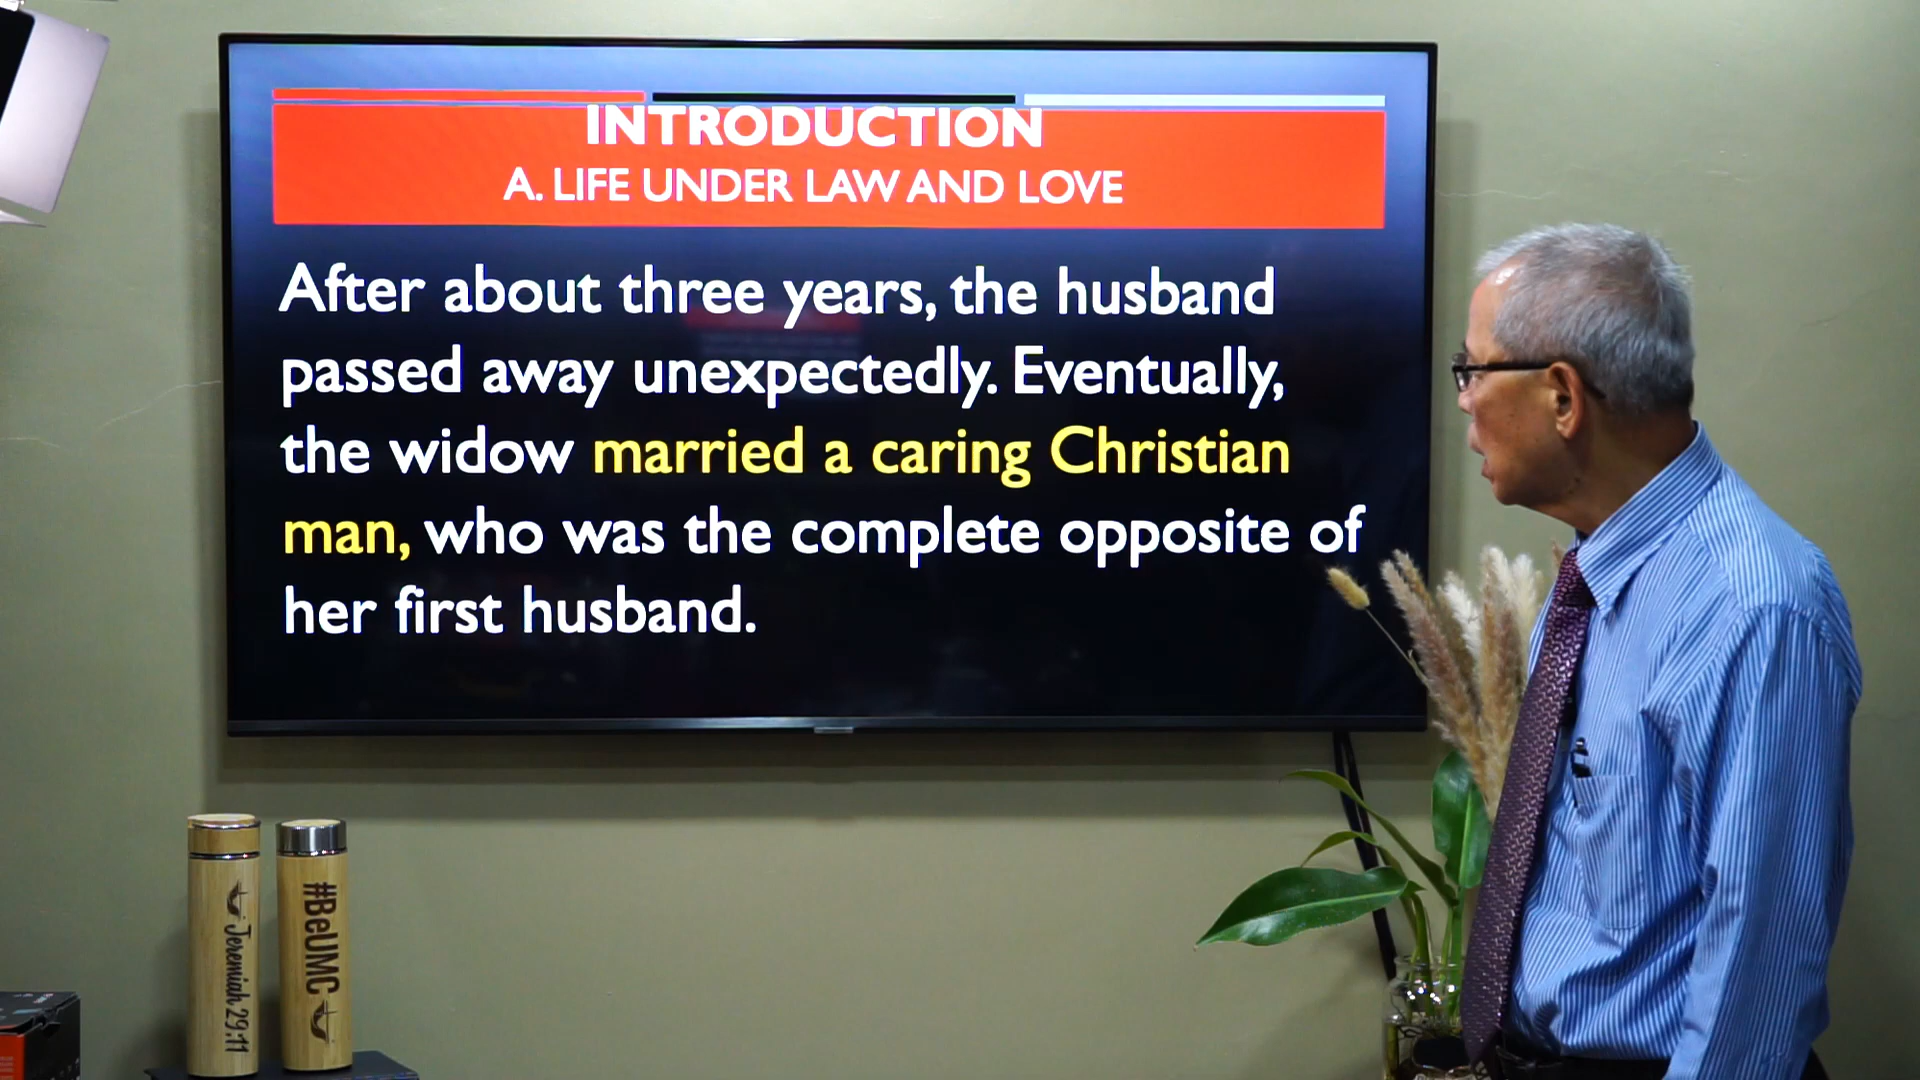 INTRODUCTION
A. LIFE UNDER LAW AND LOVE
After about three years, the husband
passed away unexpectedly. Eventually,
the widow married a caring Christian
man, who was the complete opposite of
her first husband.
Jeremiah 29:11
#BeUMC